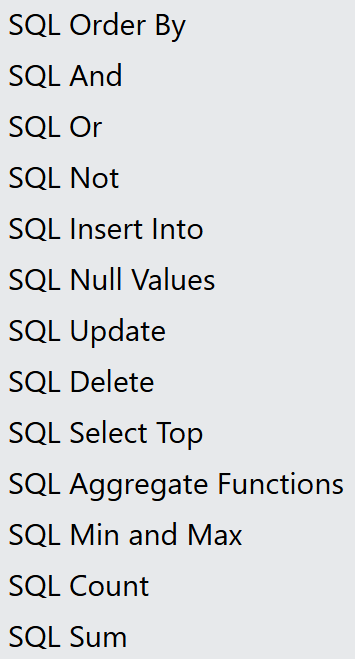 SQL Order By
SQL And
SQL Or
SQL Not
SQL Insert Into
SQL Null Values
SQL Update
SQL Delete
SQL Select Top
SQL Aggregate Functions
SQL Min and Max
SQL Count
SQL Sum